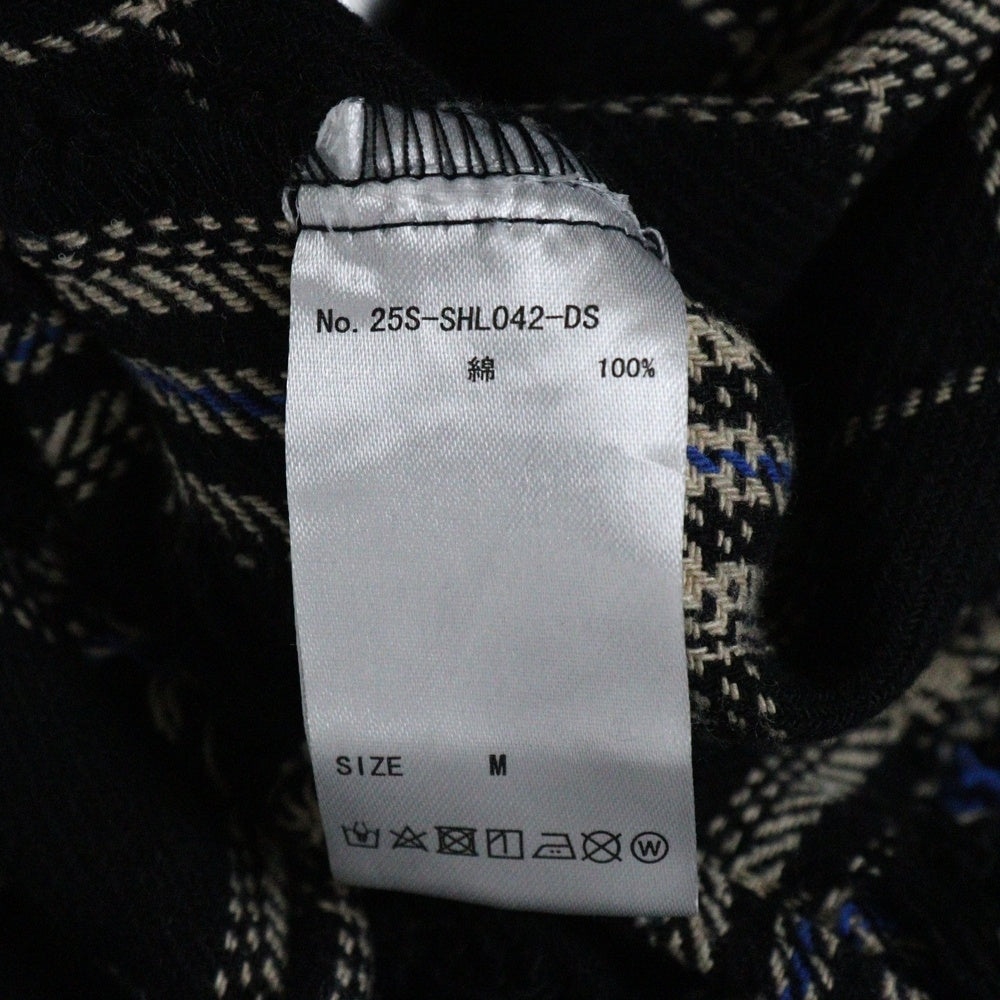 No. 25S-SHL042-DS
綿 100%
SIZE M
W